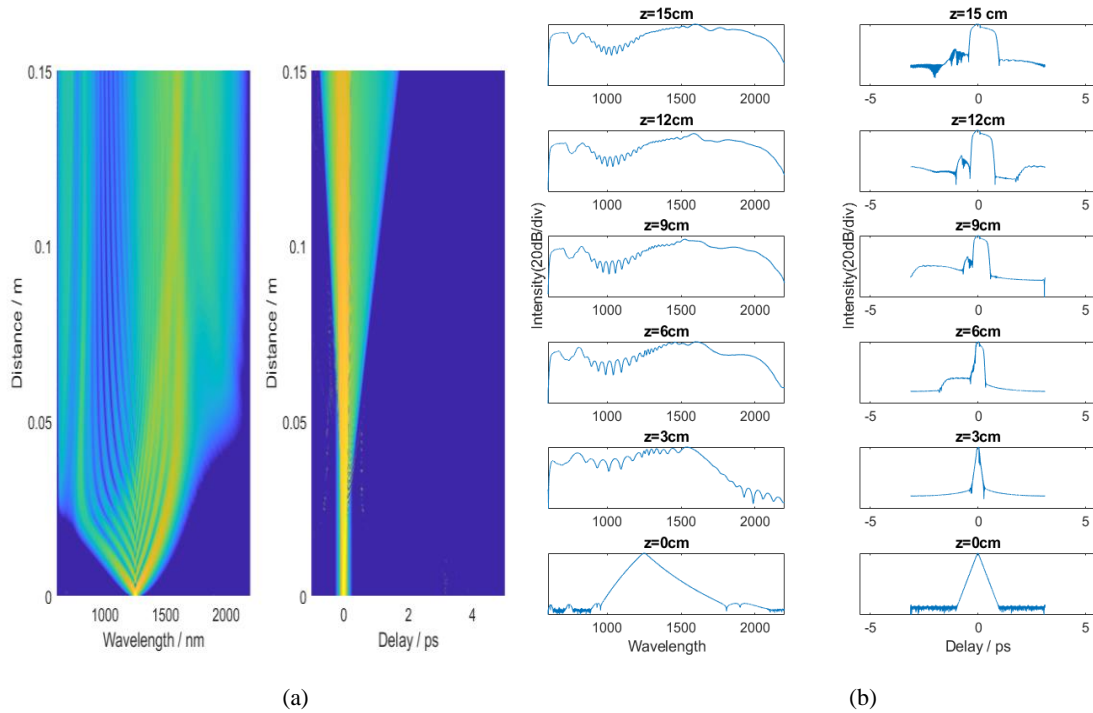 0.15
0.1
0.05
0
Distance / m
1000 1500 2000
Wavelength / nm
0.15
0.1
0.05
0
Distance / m
0 2 4
Delay / ps
(a)
z=15cm
1000 1500 2000
z=12cm
1000 1500 2000
z=9cm
1000 1500 2000
z=6cm
1000 1500 2000
z=3cm
1000 1500 2000
z=0cm
1000 1500 2000
Wavelength
Intensity(20dB/div)
z=15 cm
-5 0 5
z=12cm
-5 0 5
z=9cm
-5 0 5
z=6cm
-5 0 5
z=3cm
-5 0 5
z=0cm
-5 0 5
Delay / ps
Intensity(20dB/div)
(b)